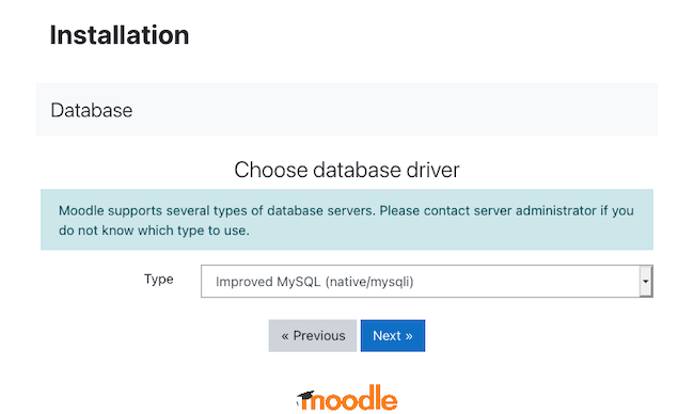 Installation
Database
Choose database driver
Moodle supports several types of database servers. Please contact server administrator if you
do not know which type to use.
Type Improved MySQL (native/mysqli)
« Previous Next »
moodle